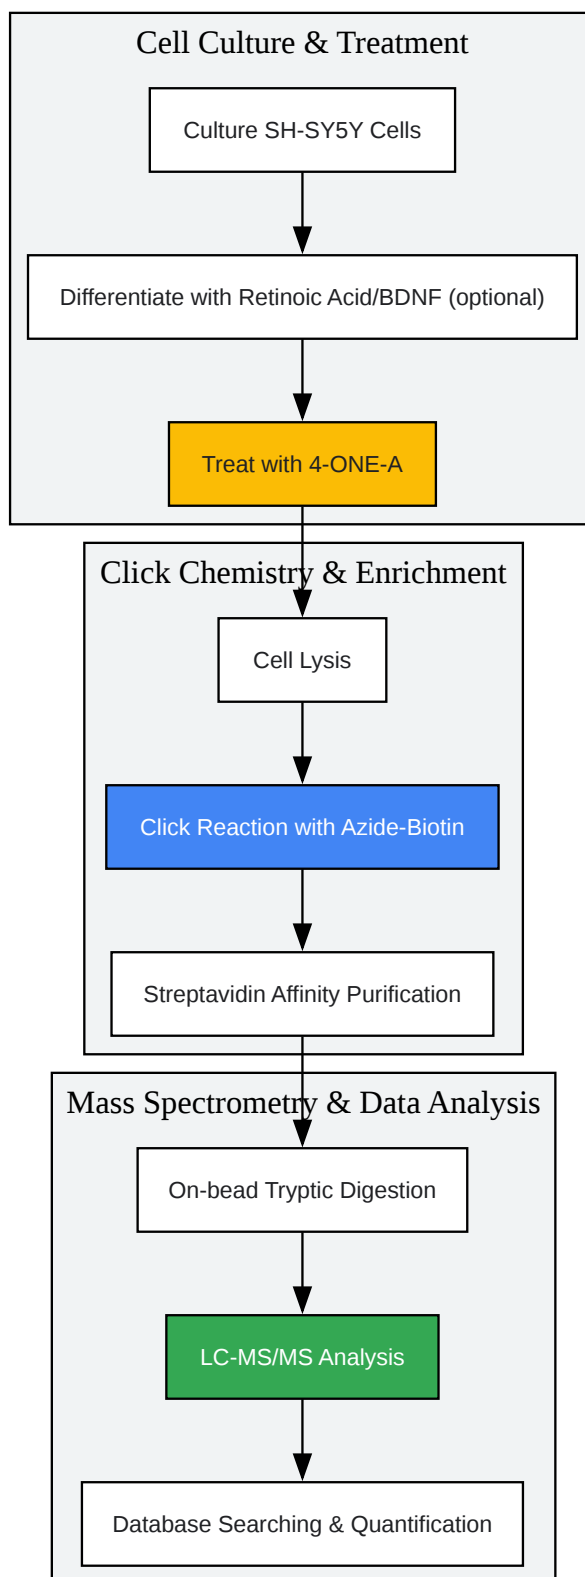 Cell Culture & Treatment
Culture SH-SY5Y Cells
Differentiate with Retinoic Acid/BDNF (optional)
Treat with 4-ONE-A
Click Chemistry & Enrichment
Cell Lysis
Click Reaction with Azide-Biotin
Streptavidin Affinity Purification
Mass Spectrometry & Data Analysis
On-bead Tryptic Digestion
LC-MS/MS Analysis
Database Searching & Quantification